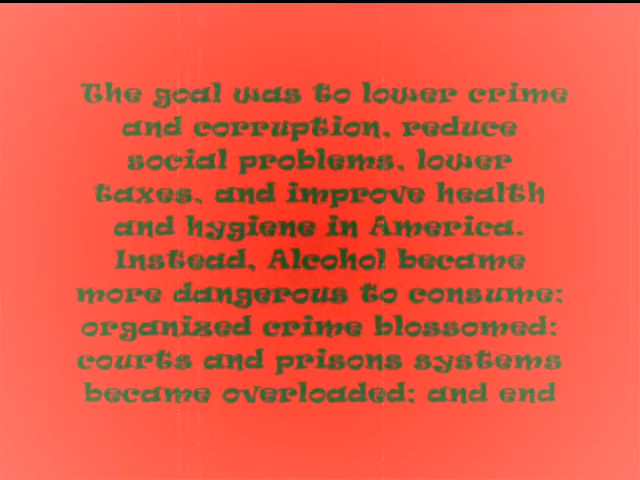 The goal was to lower crime
and corruption, reduce
social problems, lower
taxes, and improve health
and hygiene in America.
Instead, Alcohol became
more dangerous to consume;
organized crime blossomed;
courts and prisons systems
became overloaded; and end